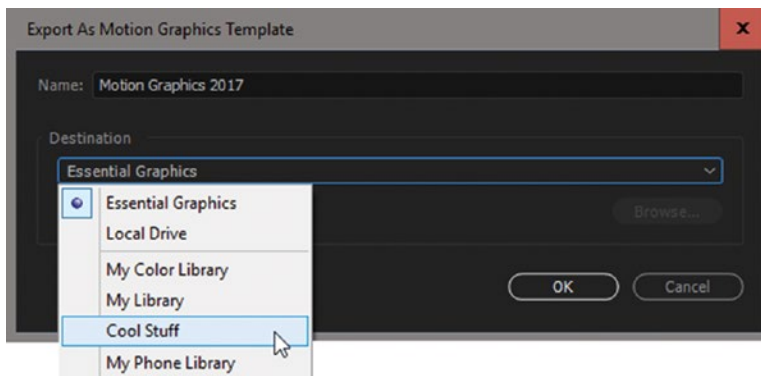 Export As Motion Graphics Template
x
Name: Motion Graphics 2017
Destination
Essential Graphics
Essential Graphics
Browse...
Local Drive
My Color Library
OK Cancel
My Library
Cool Stuff
My Phone Library